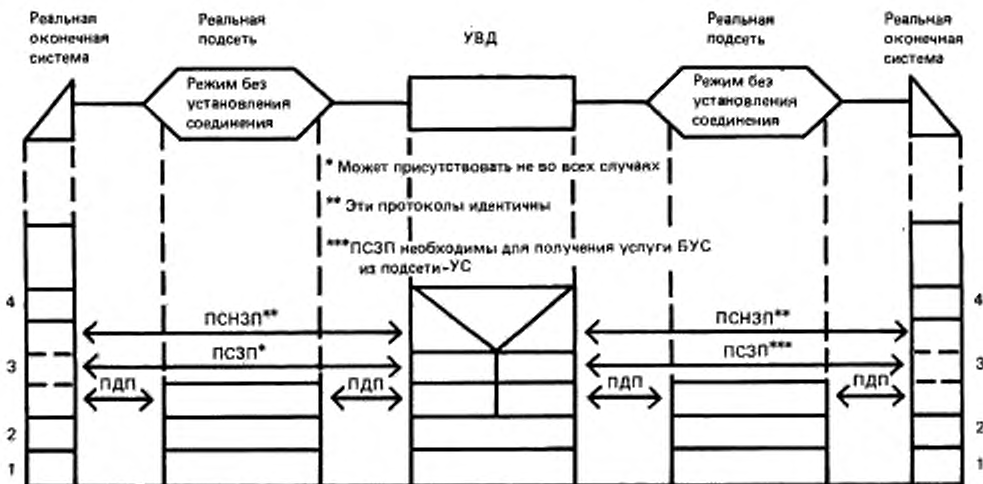 Реальная оконечная система
Реальная подсеть
УВД
Реальная подсеть
Реальная оконечная система
Режим без установления соединения
Режим без установления соединения
* Может присутствовать не во всех случаях
** Эти протоколы идентичны
***ПСЗП необходимы для получения услуги БУС
из подсети-УС
4
ПСНЗП**
ПСНЗП**
4
3
ПСЗП*
ПСЗП***
3
ПДП
ПДП
ПДП
ПДП
2
2
1
1